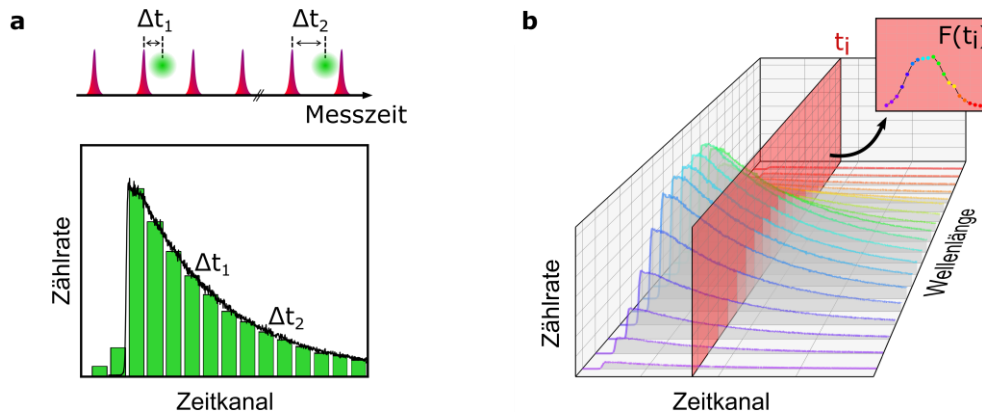 a
Δt₁
Δt₂
Messzeit
Zählrate
Δt₁
Δt₂
Zeitkanal
b
tᵢ
F(tᵢ)
Zählrate
Wellenlänge
Zeitkanal